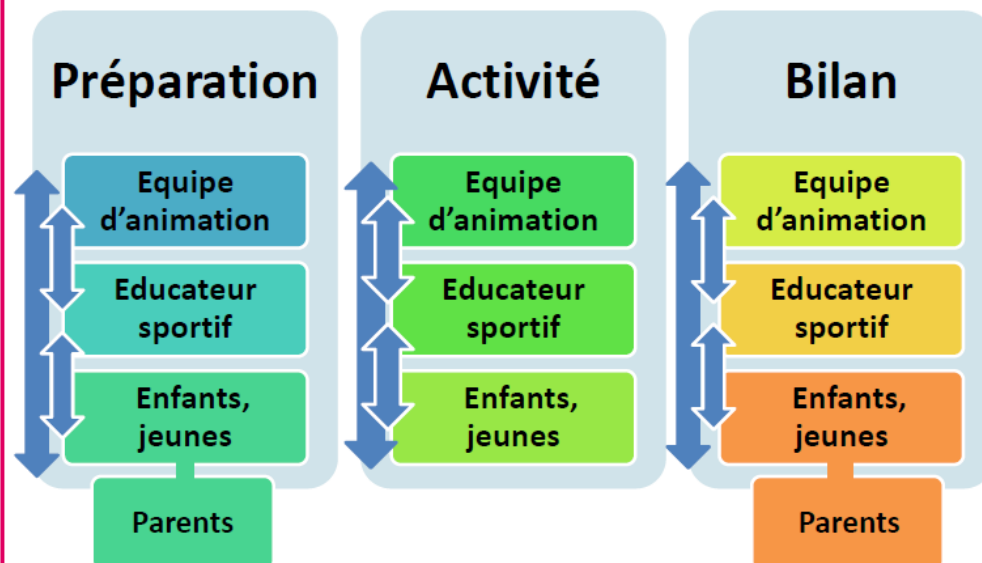 Préparation
Equipe
d'animation
Educateur
sportif
Enfants,
jeunes
Parents
Activité
Equipe
d'animation
Educateur
sportif
Enfants,
jeunes
Bilan
Equipe
d'animation
Educateur
sportif
Enfants,
jeunes
Parents